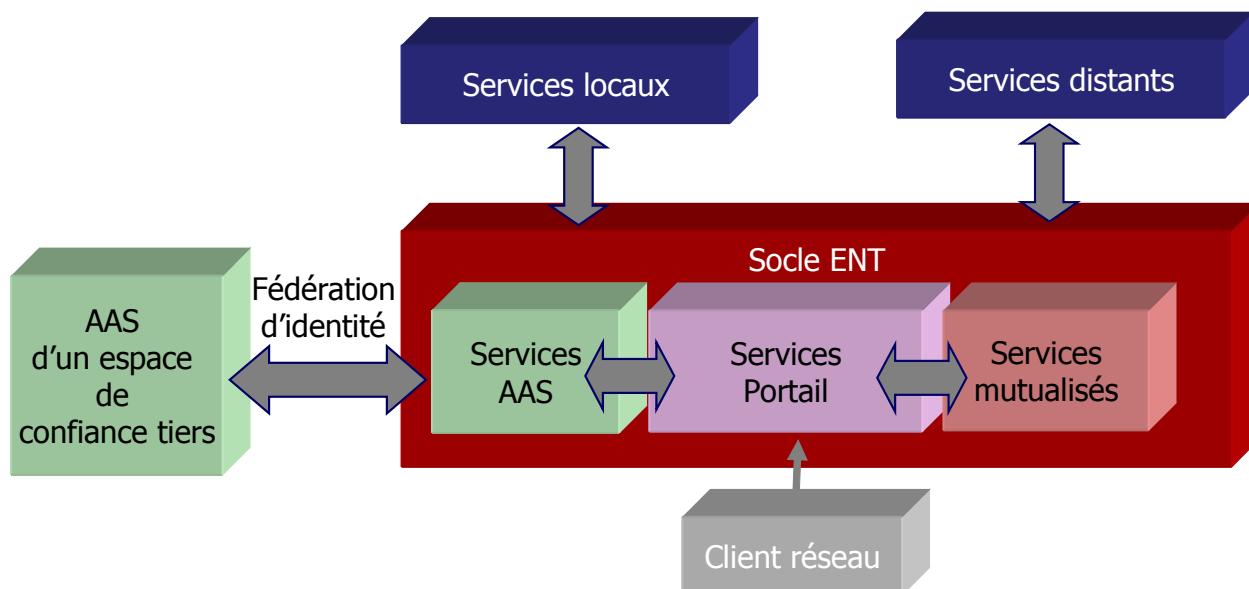 Services locaux
Services distants
Socle ENT
Fédération
d’identité
AAS
d’un espace
de
confiance tiers
Services
AAS
Services
Portail
Services
mutualisés
Client réseau